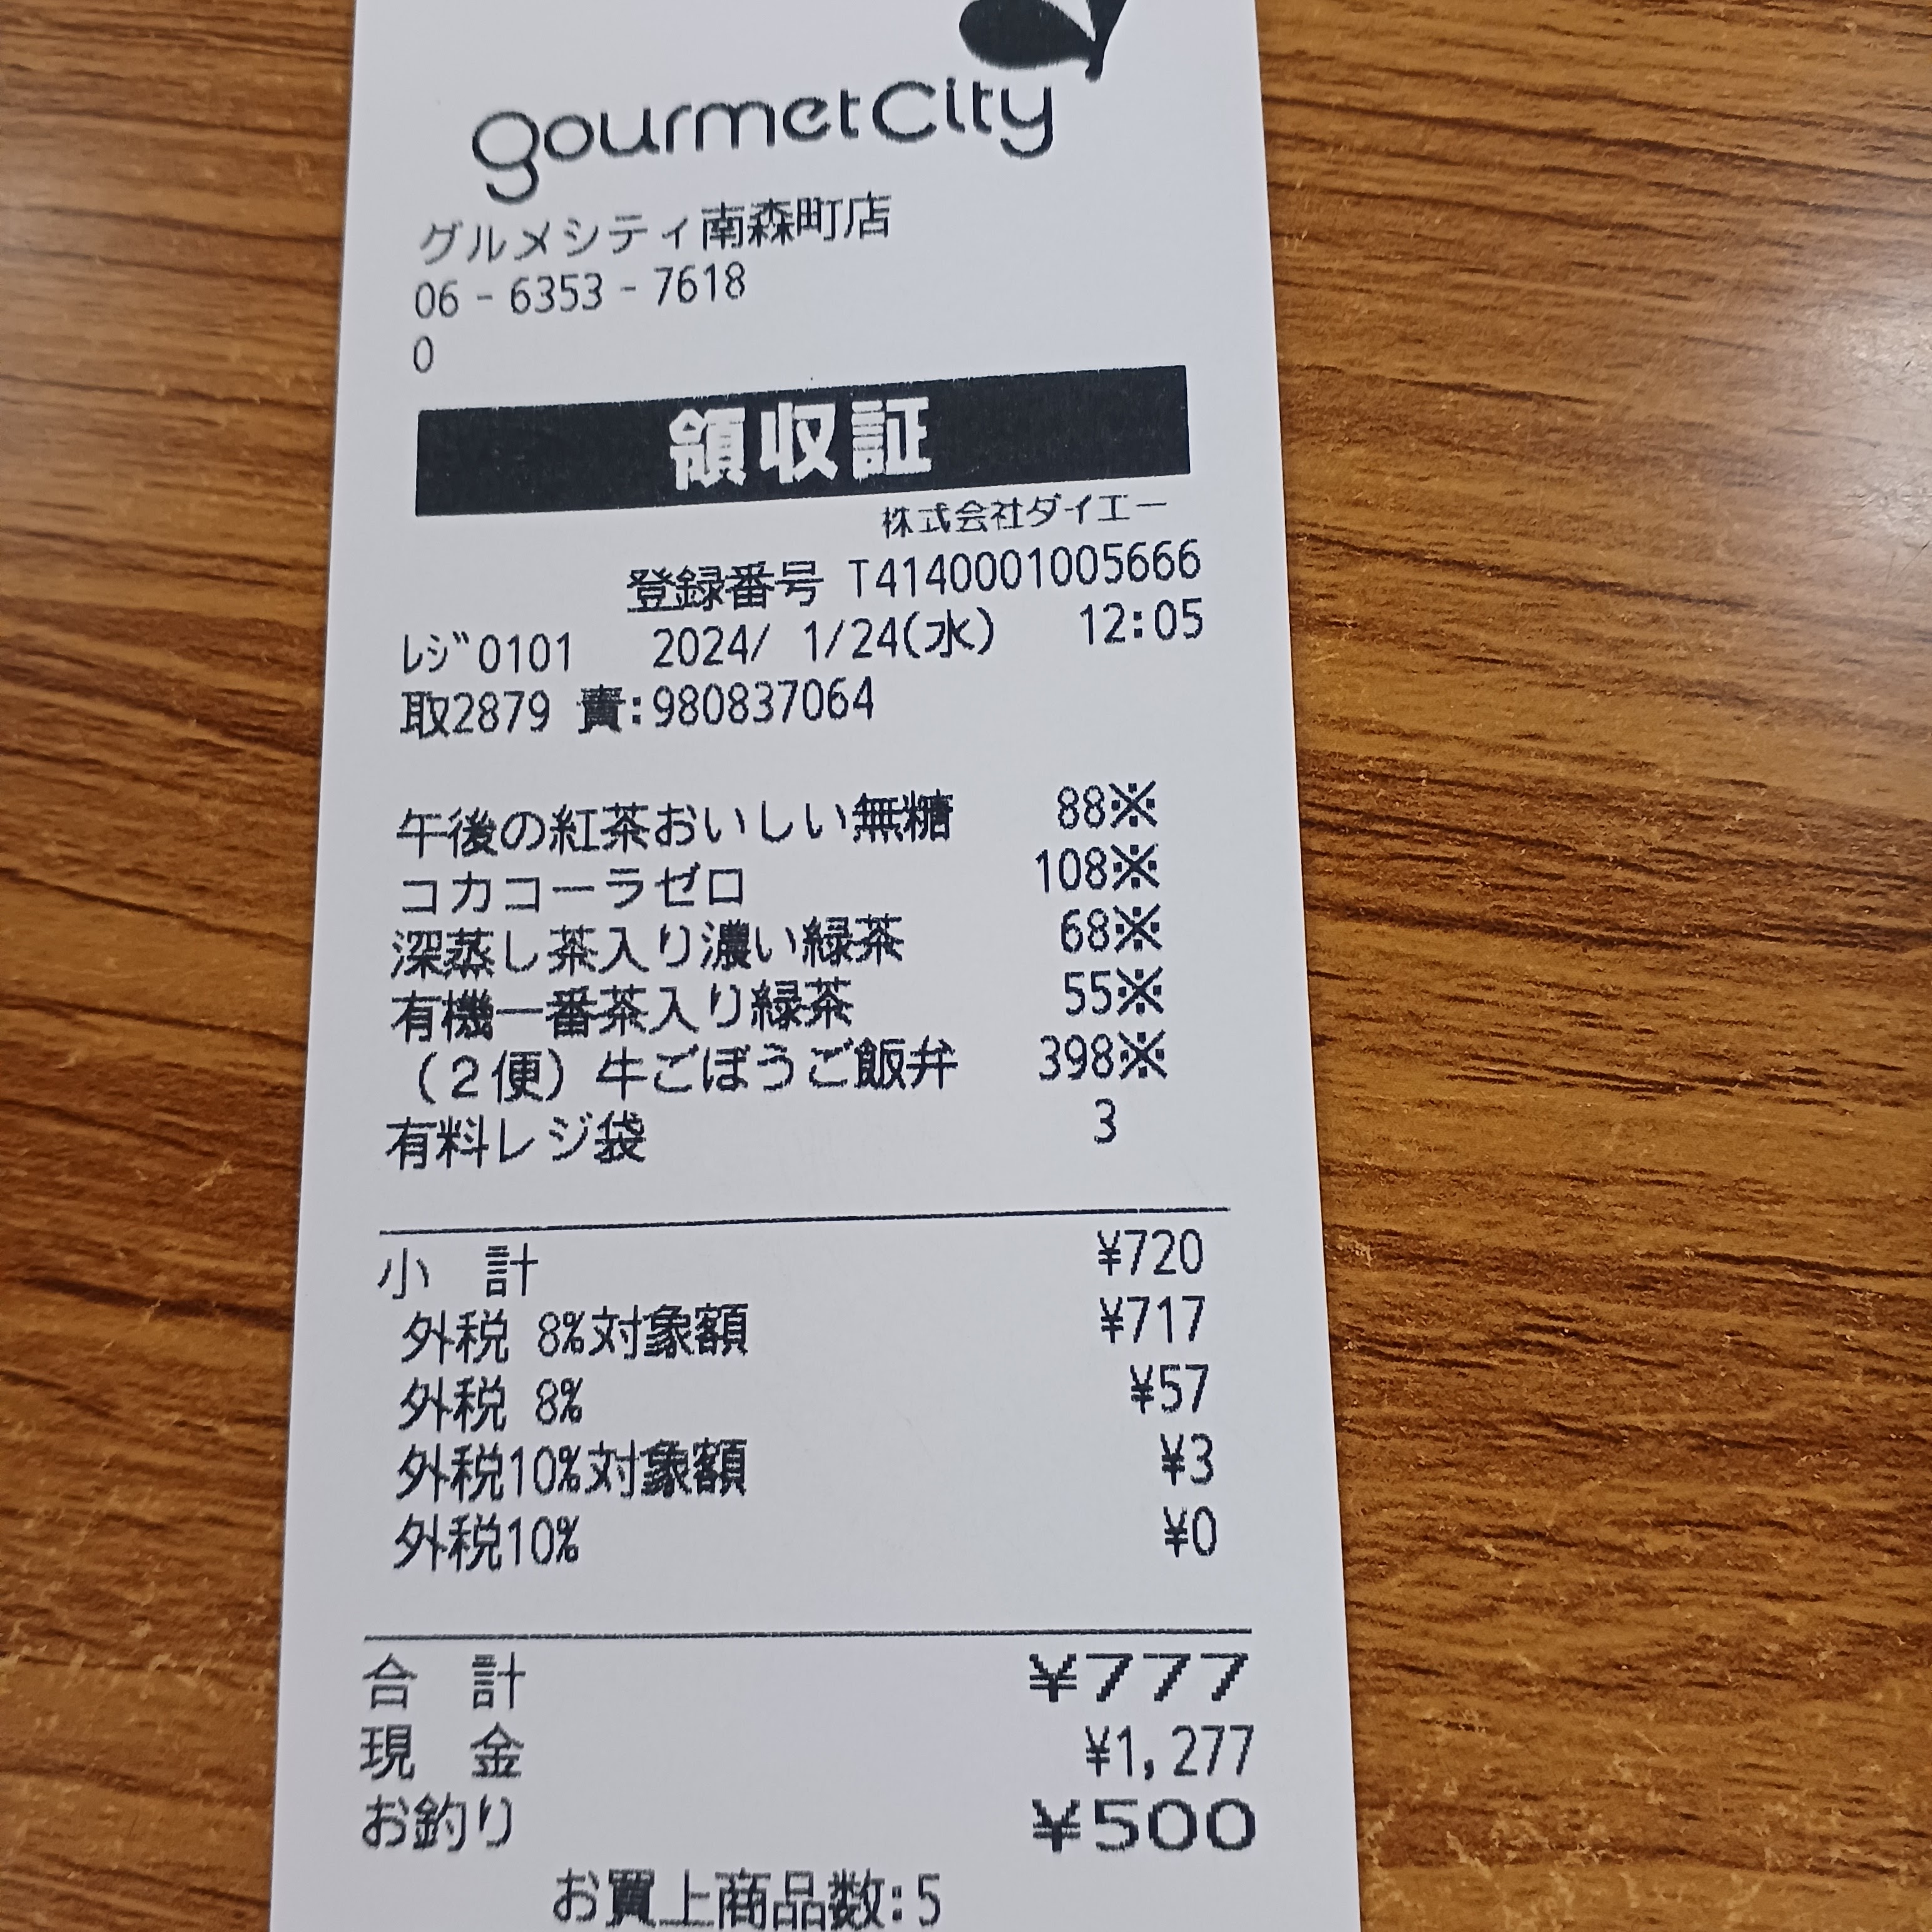 gourmetCity
グルメシティ南森町店
06-6353-7618
0
領収証
株式会社ダイエー
登録番号 T4140001005666
ﾚｼﾞ0101 2024/ 1/24(水) 12:05
取2879 責:980837064
午後の紅茶おいしい無糖 88※
コカコーラゼロ 108※
深蒸し茶入り濃い緑茶 68※
有機一番茶入り緑茶 55※
（2便）牛ごぼうご飯弁 398※
有料レジ袋 3
小 計 ¥720
外税 8%対象額 ¥717
外税 8% ¥57
外税10%対象額 ¥3
外税10% ¥0
合 計 ¥777
現 金 ¥1,277
お釣り ¥500
お買上商品数:5